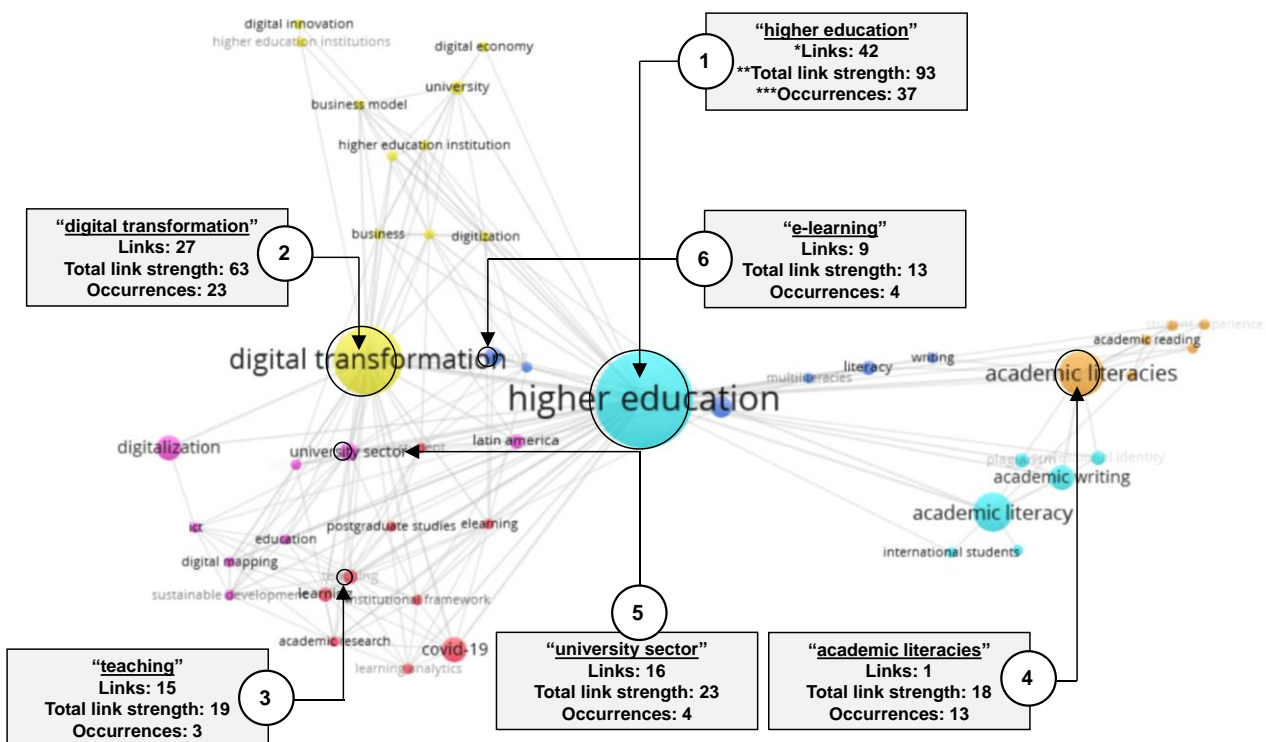 digital innovation
higher education institutions
digital economy
university
business model
higher education institution
business
digitization
“higher education”
*Links: 42
**Total link strength: 93
***Occurrences: 37
1
“digital transformation”
Links: 27
Total link strength: 63
Occurrences: 23
2
“e-learning”
Links: 9
Total link strength: 13
Occurrences: 4
6
digital transformation
higher education
multiliteracies
literacy
writing
academic reading
academic literacies
digitalization
university sector
latin america
plagiarism
academic writing
academic literacy
international students
ict
education
postgraduate studies
elearning
digital mapping
teaching
sustainable development
learning
institutional framework
academic research
covid-19
learning analytics
“teaching”
Links: 15
Total link strength: 19
Occurrences: 3
3
5
“university sector”
Links: 16
Total link strength: 23
Occurrences: 4
“academic literacies”
Links: 1
Total link strength: 18
Occurrences: 13
4